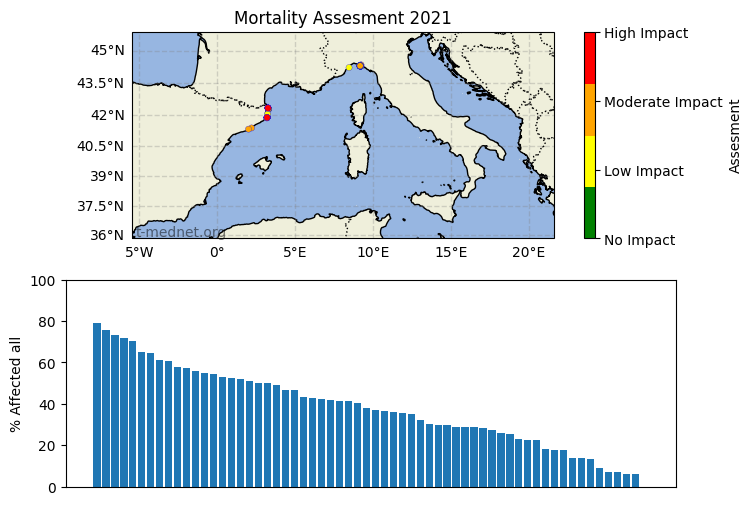 Mortality Assesment 2021
45°N
43.5°N
42°N
40.5°N
39°N
37.5°N
36°N
t-mednet.org
5°W
0°
5°E
10°E
15°E
20°E
High Impact
Moderate Impact
Low Impact
No Impact
Assesment
100
80
60
40
20
0
% Affected all